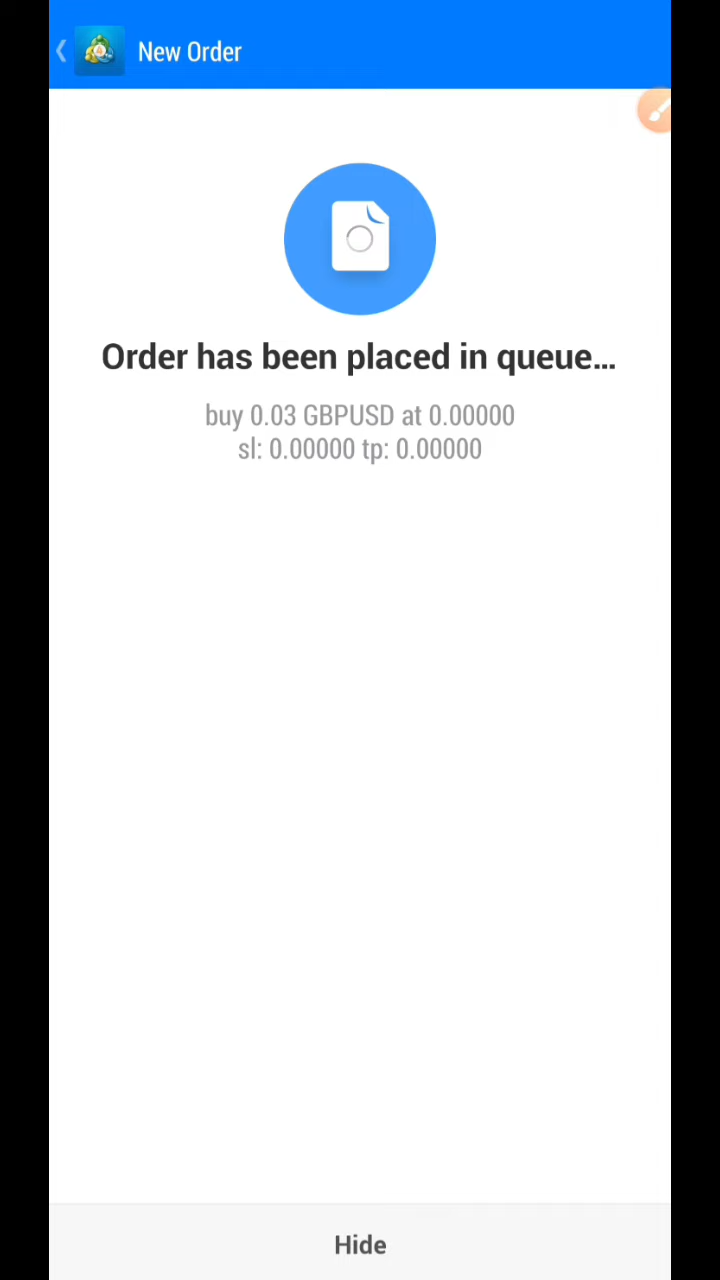 New Order
Order has been placed in queue...
buy 0.03 GBPUSD at 0.00000
sl: 0.00000 tp: 0.00000
Hide